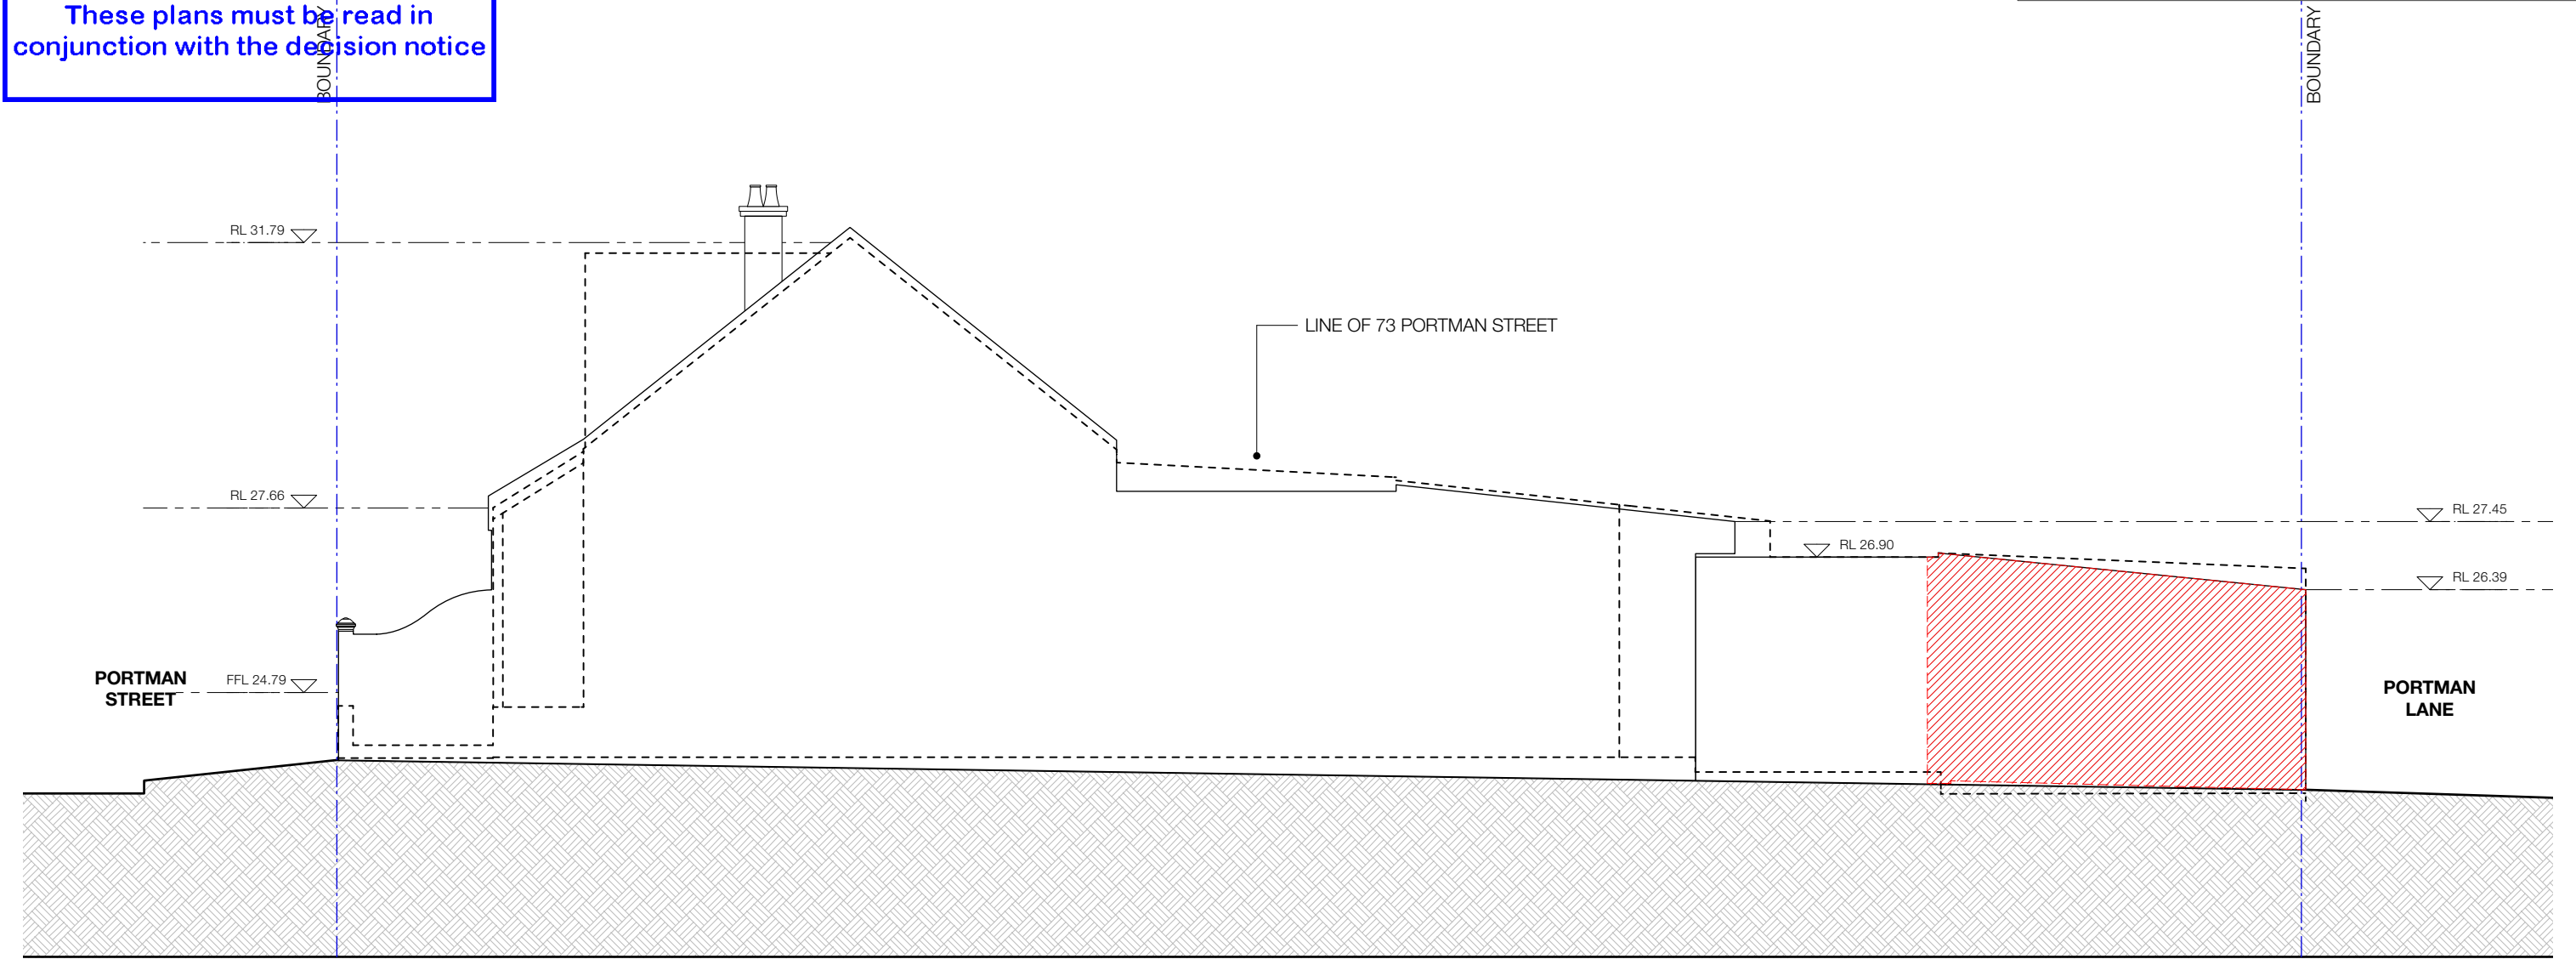 These plans must be read in
conjunction with the decision notice
BOUNDARY
BOUNDARY
RL 31.79
LINE OF 73 PORTMAN STREET
RL 27.66
RL 27.45
RL 26.90
RL 26.39
PORTMAN
STREET
FFL 24.79
PORTMAN
LANE